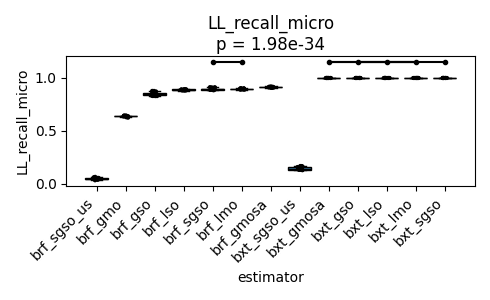 LL_recall_micro
p = 1.98e-34
LL_recall_micro
1.0
0.5
0.0
brf_sgso_us
brf_gmo
brf_gso
brf_lso
brf_sgso
brf_lmo
brf_gmosa
bxt_sgso_us
bxt_gmosa
bxt_gso
bxt_lso
bxt_lmo
bxt_sgso
estimator